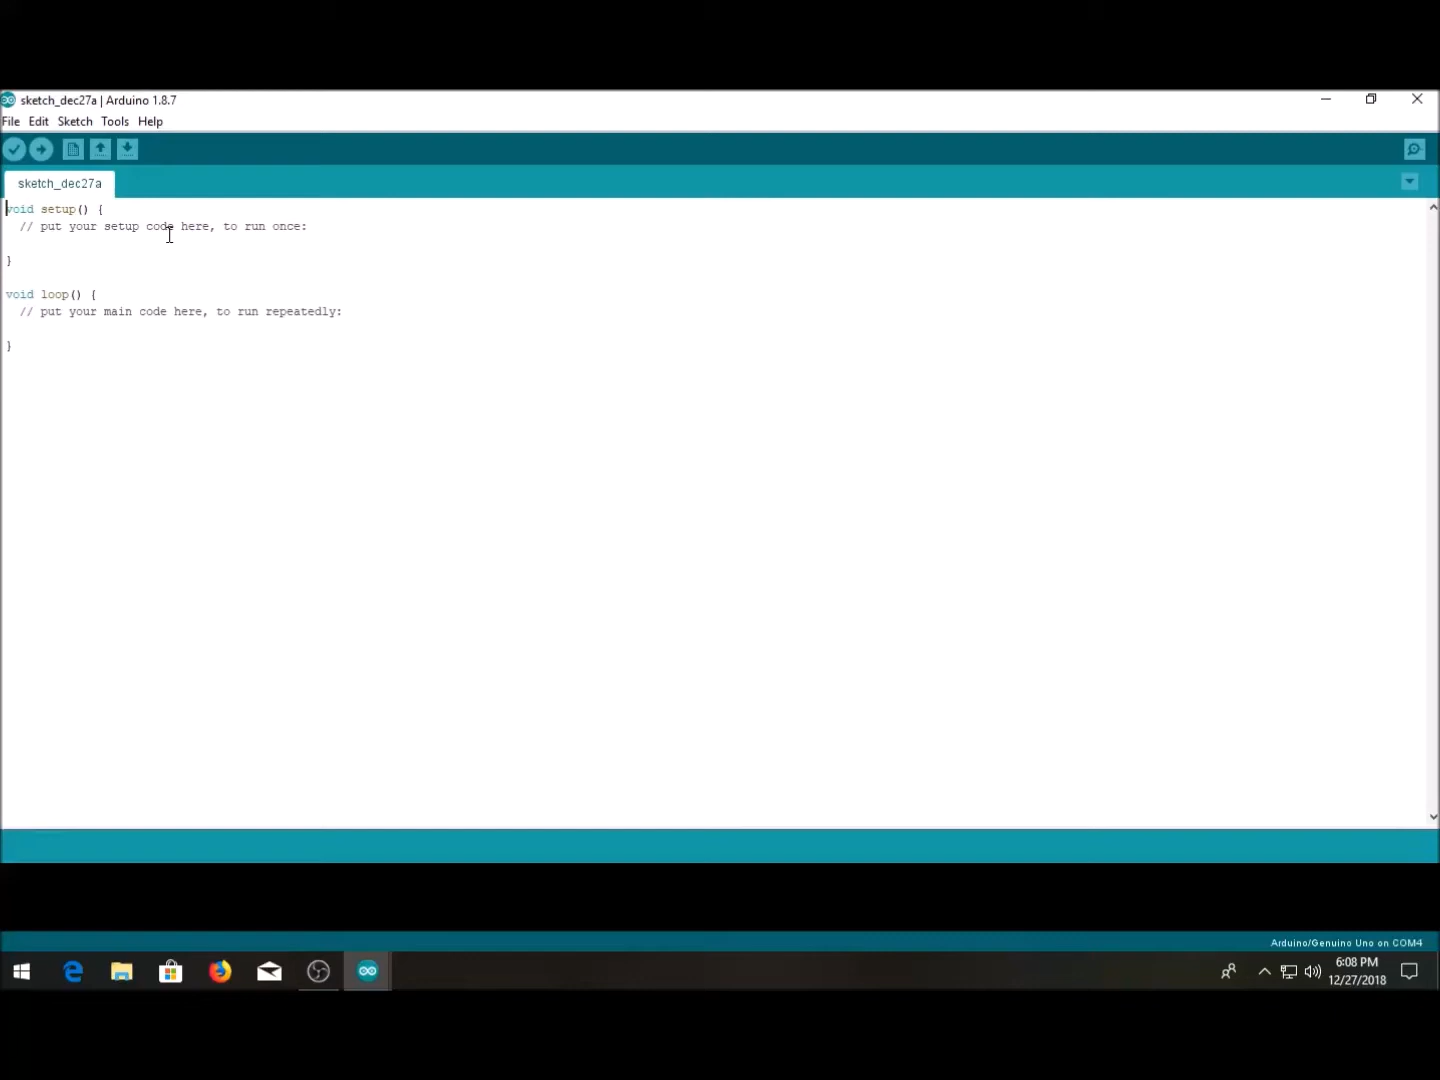 sketch_dec27a | Arduino 1.8.7
File Edit Sketch Tools Help
sketch_dec27a
void setup() {
  // put your setup code here, to run once:
}
void loop() {
  // put your main code here, to run repeatedly:
}
Arduino/Genuino Uno on COM4
6:08 PM
12/27/2018